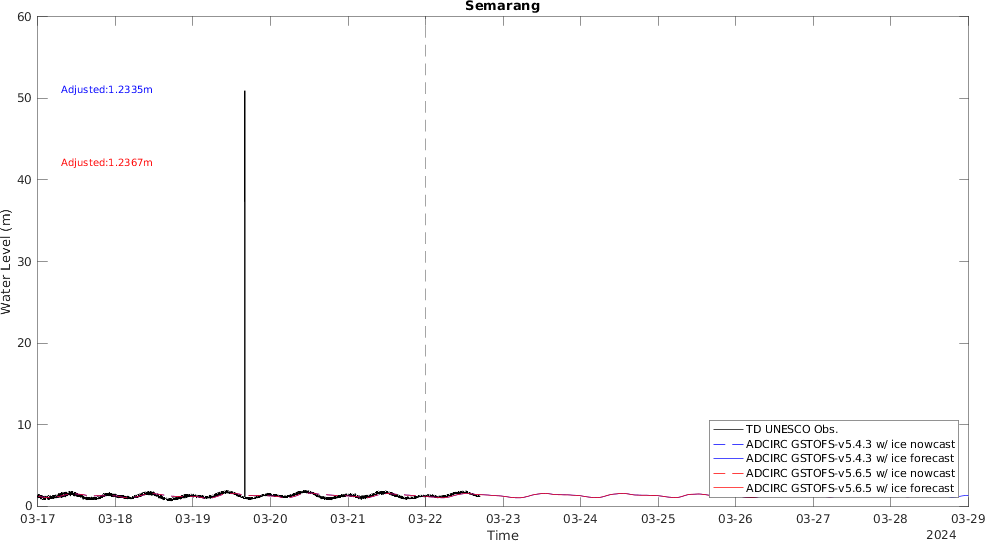 Semarang
60
50
40
30
20
10
0
Water Level (m)
Adjusted:1.2335m
Adjusted:1.2367m
TD UNESCO Obs.
ADCIRC GSTOFS-v5.4.3 w/ ice nowcast
ADCIRC GSTOFS-v5.4.3 w/ ice forecast
ADCIRC GSTOFS-v5.6.5 w/ ice nowcast
ADCIRC GSTOFS-v5.6.5 w/ ice forecast
03-17 03-18 03-19 03-20 03-21 03-22 03-23 03-24 03-25 03-26 03-27 03-28 03-29
Time
2024